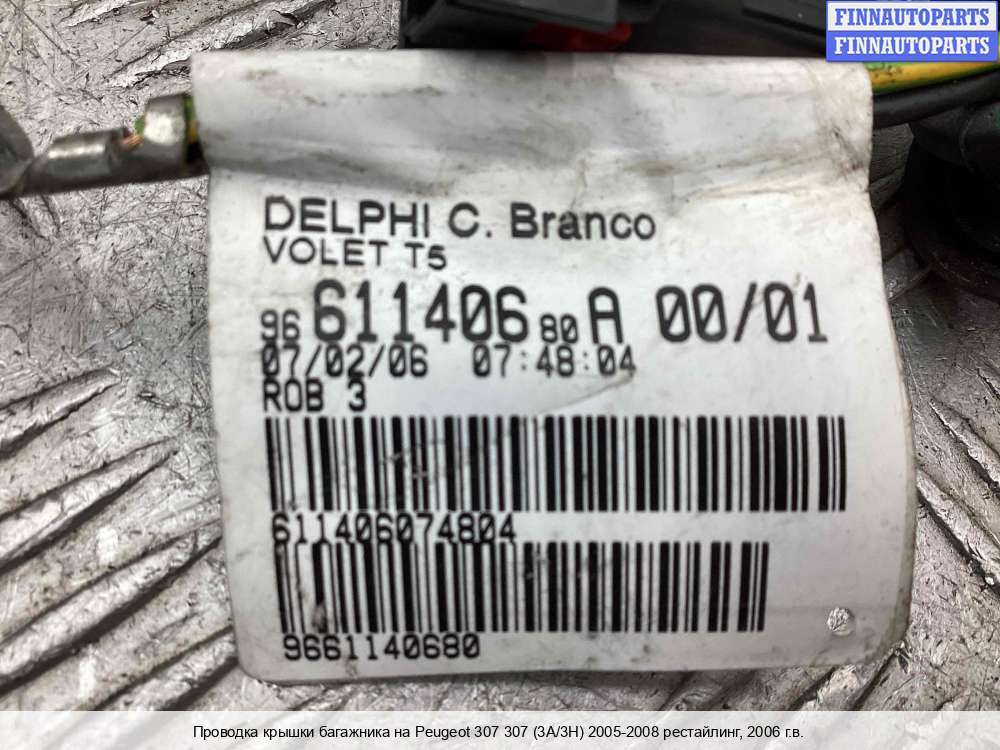 FINNAUTOPARTS
FINNAUTOPARTS
DELPHI C. Branco
VOLET T5
96 611406 80 A 00/01
07/02/06 07:48:04
ROB 3
611406074804
9661140680
Проводка крышки багажника на Peugeot 307 307 (3A/3H) 2005-2008 рестайлинг, 2006 г.в.